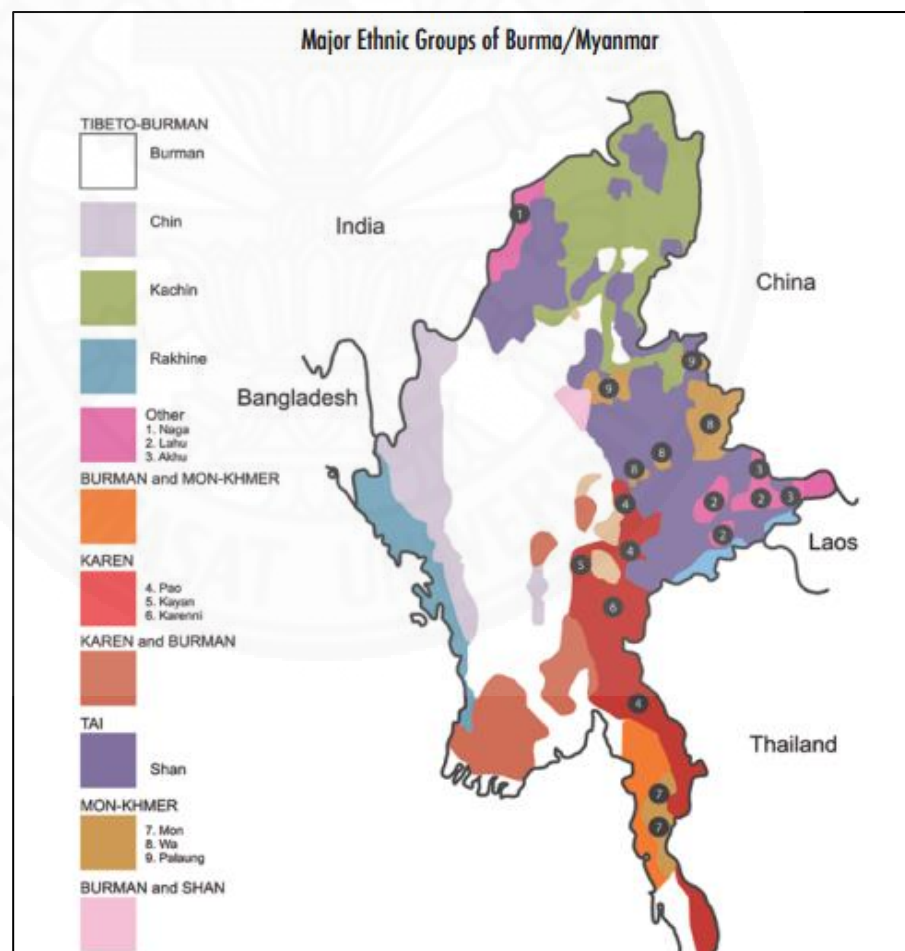 Major Ethnic Groups of Burma/Myanmar
TIBETO-BURMAN
Burman
Chin
Kachin
Rakhine
Other
1. Naga
2. Lahu
3. Akhu
BURMAN and MON-KHMER
KAREN
4. Pao
5. Kayan
6. Karenni
KAREN and BURMAN
TAI
Shan
MON-KHMER
7. Mon
8. Wa
9. Palaung
BURMAN and SHAN
India
China
Bangladesh
Laos
Thailand
1
9
9
8
8
8
3
2
2
3
2
4
4
5
6
4
7
7